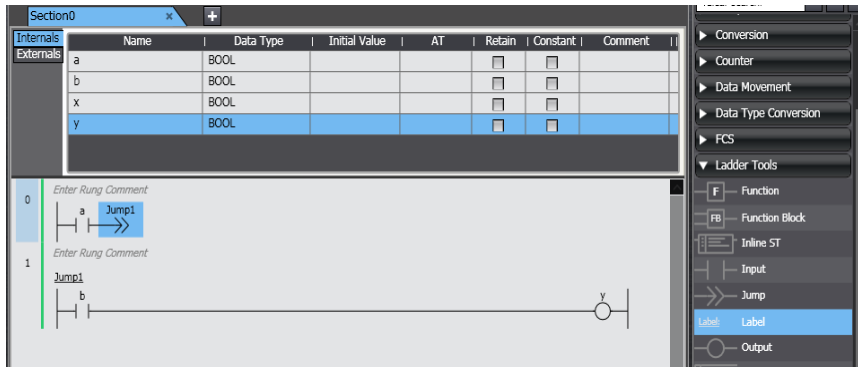 Section0 × +
Internals
Externals
Name Data Type Initial Value AT Retain Constant Comment
a BOOL
b BOOL
x BOOL
y BOOL
0
Enter Rung Comment
a Jump1
1
Enter Rung Comment
Jump1
b y
Conversion
Counter
Data Movement
Data Type Conversion
FCS
Ladder Tools
F Function
FB Function Block
Inline ST
Input
Jump
Label: Label
Output